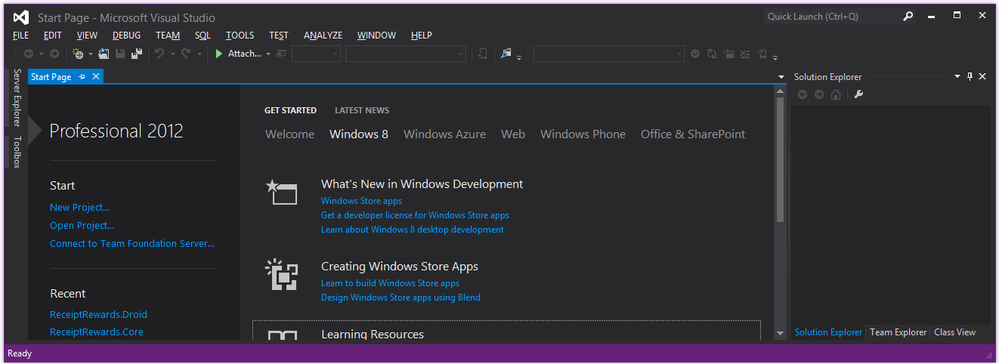 Start Page - Microsoft Visual Studio
Quick Launch (Ctrl+Q)
FILE EDIT VIEW DEBUG TEAM SQL TOOLS TEST ANALYZE WINDOW HELP
Attach...
Server Explorer
Toolbox
Start Page
Professional 2012
Start
New Project...
Open Project...
Connect to Team Foundation Server...
Recent
ReceiptRewards.Droid
ReceiptRewards.Core
GET STARTED LATEST NEWS
Welcome Windows 8 Windows Azure Web Windows Phone Office & SharePoint
What's New in Windows Development
Windows Store apps
Get a developer license for Windows Store apps
Learn about Windows 8 desktop development
Creating Windows Store Apps
Learn to build Windows Store apps
Design Windows Store apps using Blend
Learning Resources
Solution Explorer
Solution Explorer Team Explorer Class View
Ready